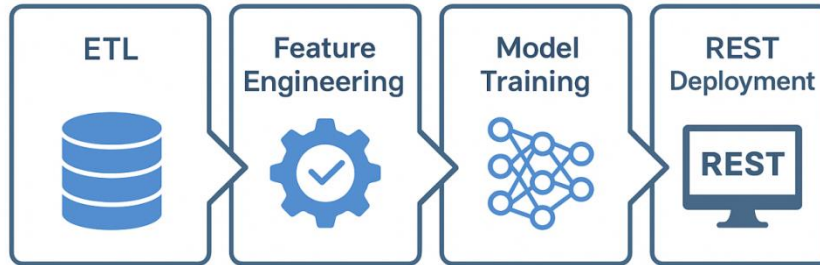 ETL
Feature
Engineering
Model
Training
REST
Deployment
REST